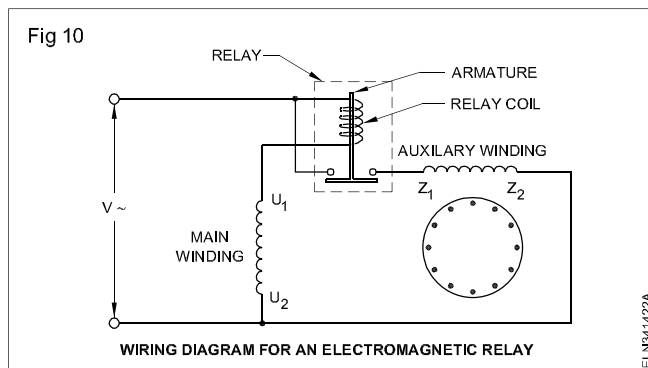 Fig 10
RELAY
ARMATURE
RELAY COIL
AUXILARY WINDING
Z1
Z2
V ~
U1
MAIN
WINDING
U2
WIRING DIAGRAM FOR AN ELECTROMAGNETIC RELAY
ELN341422A